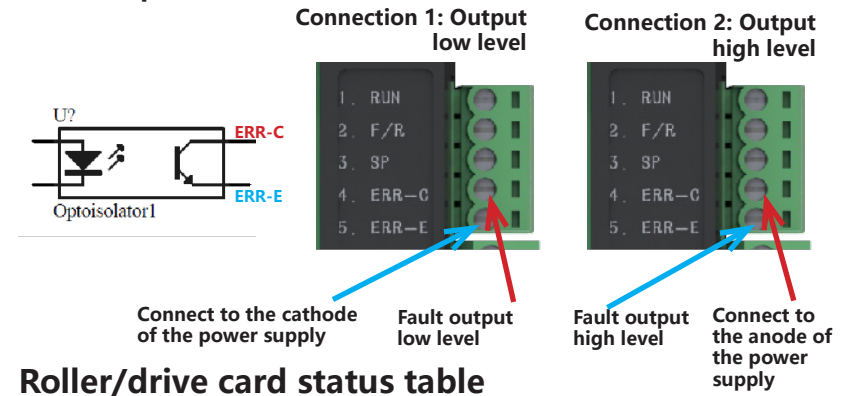 Connection 1: Output
low level
Connection 2: Output
high level
U?
ERR-C
ERR-E
Optoisolator1
1. RUN
2. F/R
3. SP
4. ERR-C
5. ERR-E
1. RUN
2. F/R
3. SP
4. ERR-C
5. ERR-E
Connect to the cathode
of the power supply
Fault output
low level
Fault output
high level
Connect to
the anode of
the power
supply
Roller/drive card status table